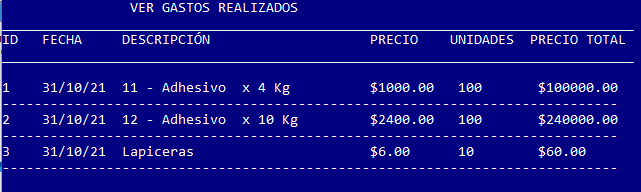 VER GASTOS REALIZADOS
ID FECHA DESCRIPCIÓN PRECIO UNIDADES PRECIO TOTAL
1 31/10/21 11 - Adhesivo x 4 Kg $1000.00 100 $100000.00
2 31/10/21 12 - Adhesivo x 10 Kg $2400.00 100 $240000.00
3 31/10/21 Lapiceras $6.00 10 $60.00